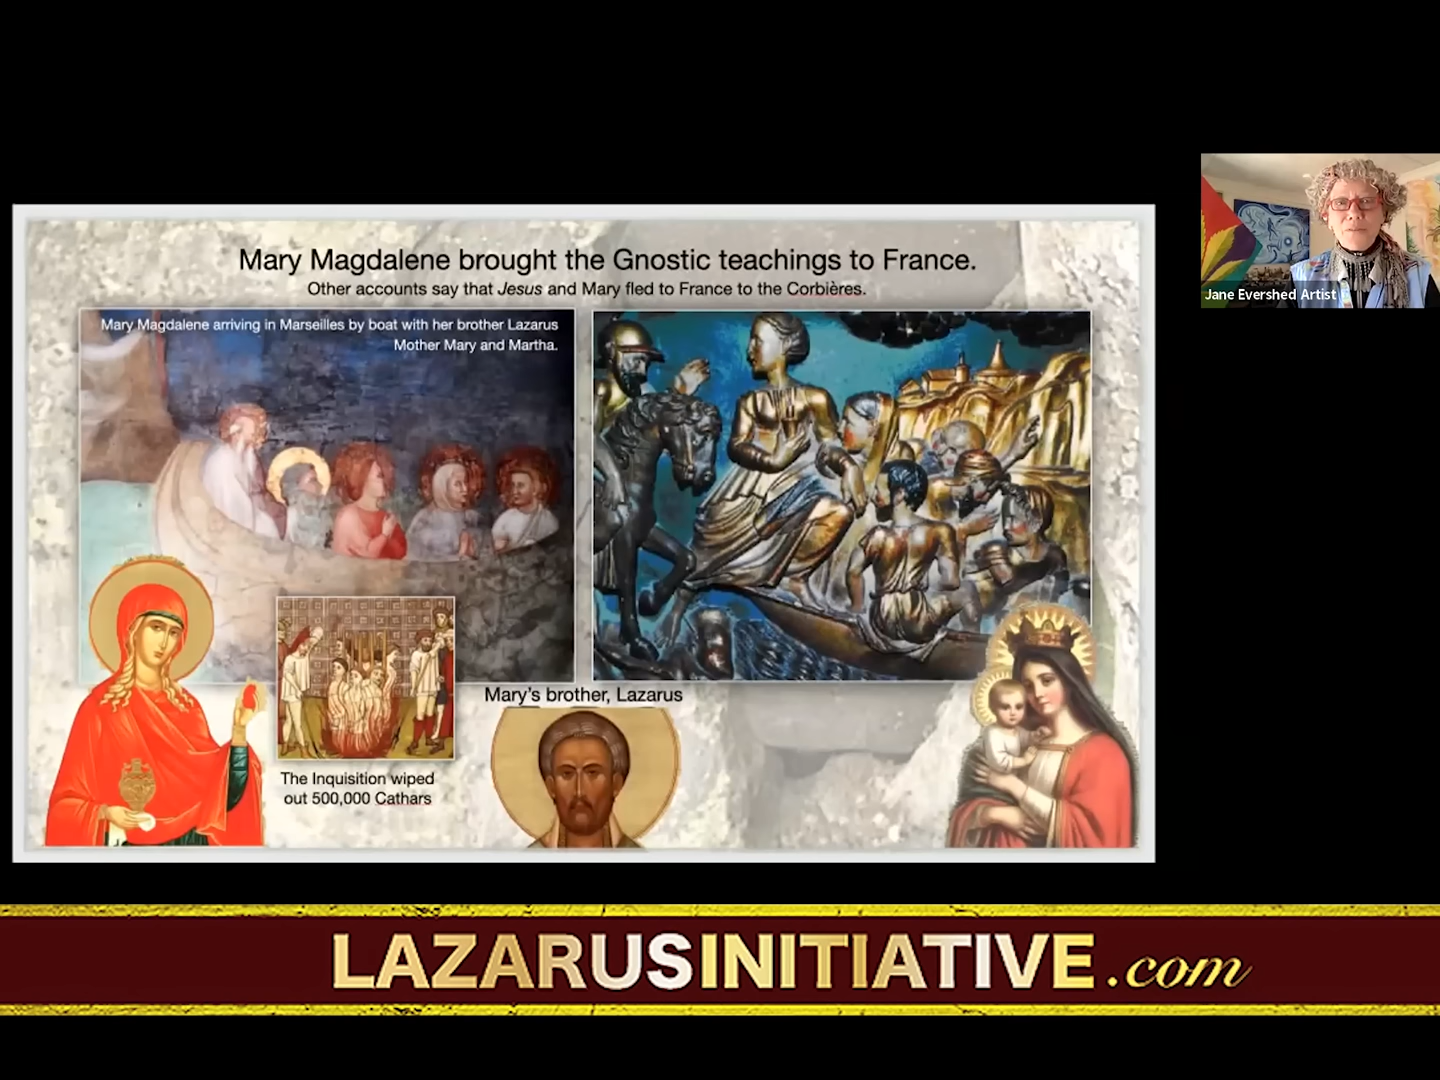 Mary Magdalene brought the Gnostic teachings to France.
Other accounts say that Jesus and Mary fled to France to the Corbières.
Mary Magdalene arriving in Marseilles by boat with her brother Lazarus
Mother Mary and Martha.
Jane Evershed Artist
Mary's brother, Lazarus
The Inquisition wiped
out 500,000 Cathars
LAZARUSINITIATIVE.com